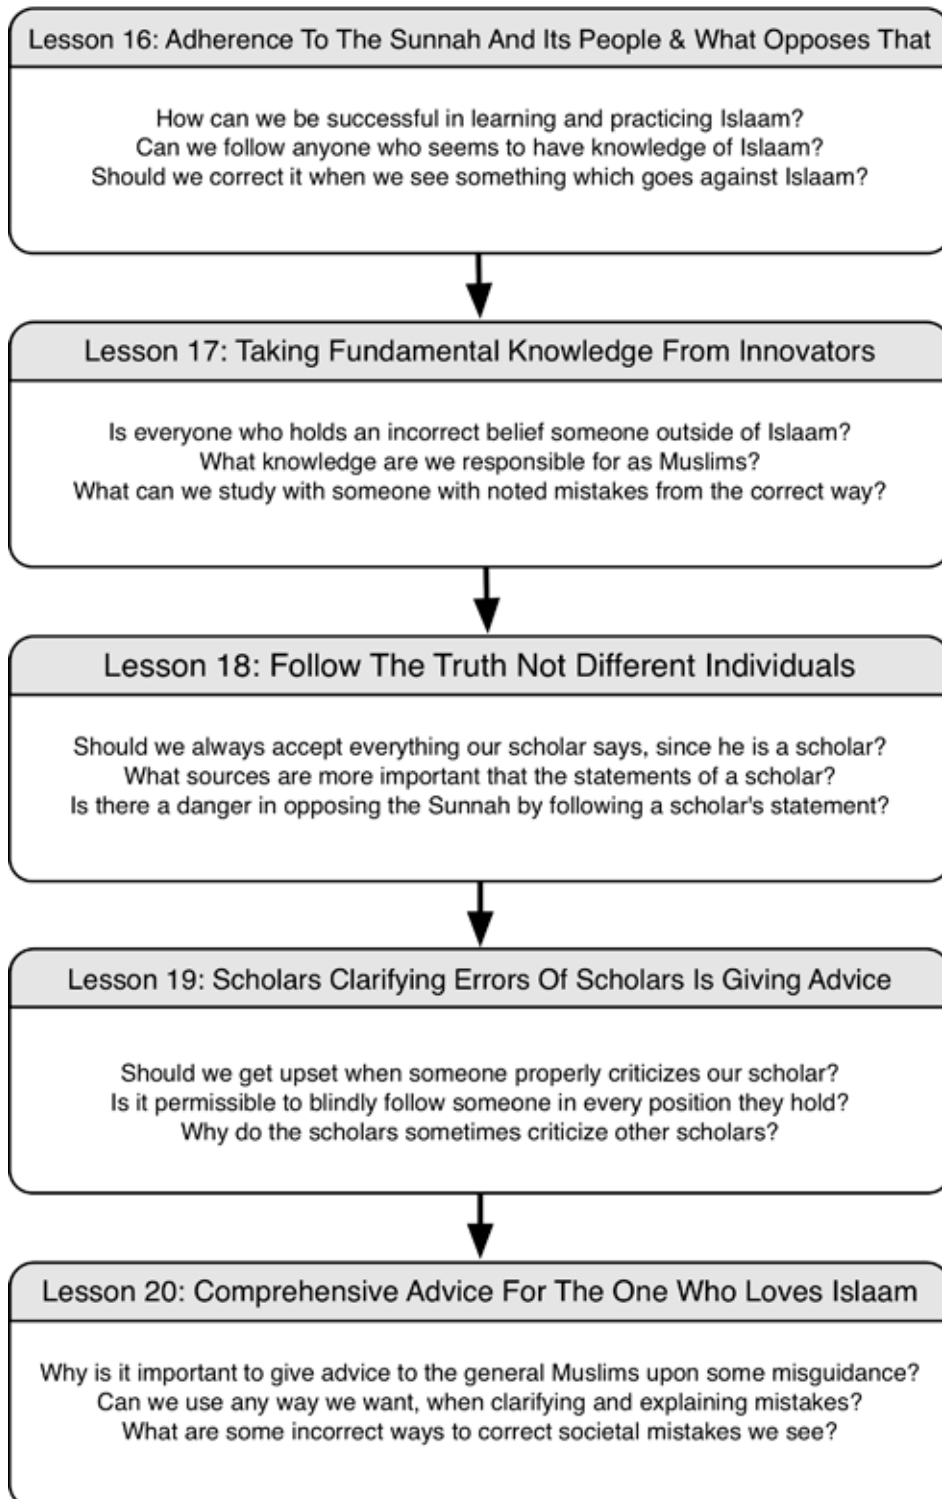 Lesson 16: Adherence To The Sunnah And Its People & What Opposes That
How can we be successful in learning and practicing Islaam?
Can we follow anyone who seems to have knowledge of Islaam?
Should we correct it when we see something which goes against Islaam?
Lesson 17: Taking Fundamental Knowledge From Innovators
Is everyone who holds an incorrect belief someone outside of Islaam?
What knowledge are we responsible for as Muslims?
What can we study with someone with noted mistakes from the correct way?
Lesson 18: Follow The Truth Not Different Individuals
Should we always accept everything our scholar says, since he is a scholar?
What sources are more important that the statements of a scholar?
Is there a danger in opposing the Sunnah by following a scholar's statement?
Lesson 19: Scholars Clarifying Errors Of Scholars Is Giving Advice
Should we get upset when someone properly criticizes our scholar?
Is it permissible to blindly follow someone in every position they hold?
Why do the scholars sometimes criticize other scholars?
Lesson 20: Comprehensive Advice For The One Who Loves Islaam
Why is it important to give advice to the general Muslims upon some misguidance?
Can we use any way we want, when clarifying and explaining mistakes?
What are some incorrect ways to correct societal mistakes we see?